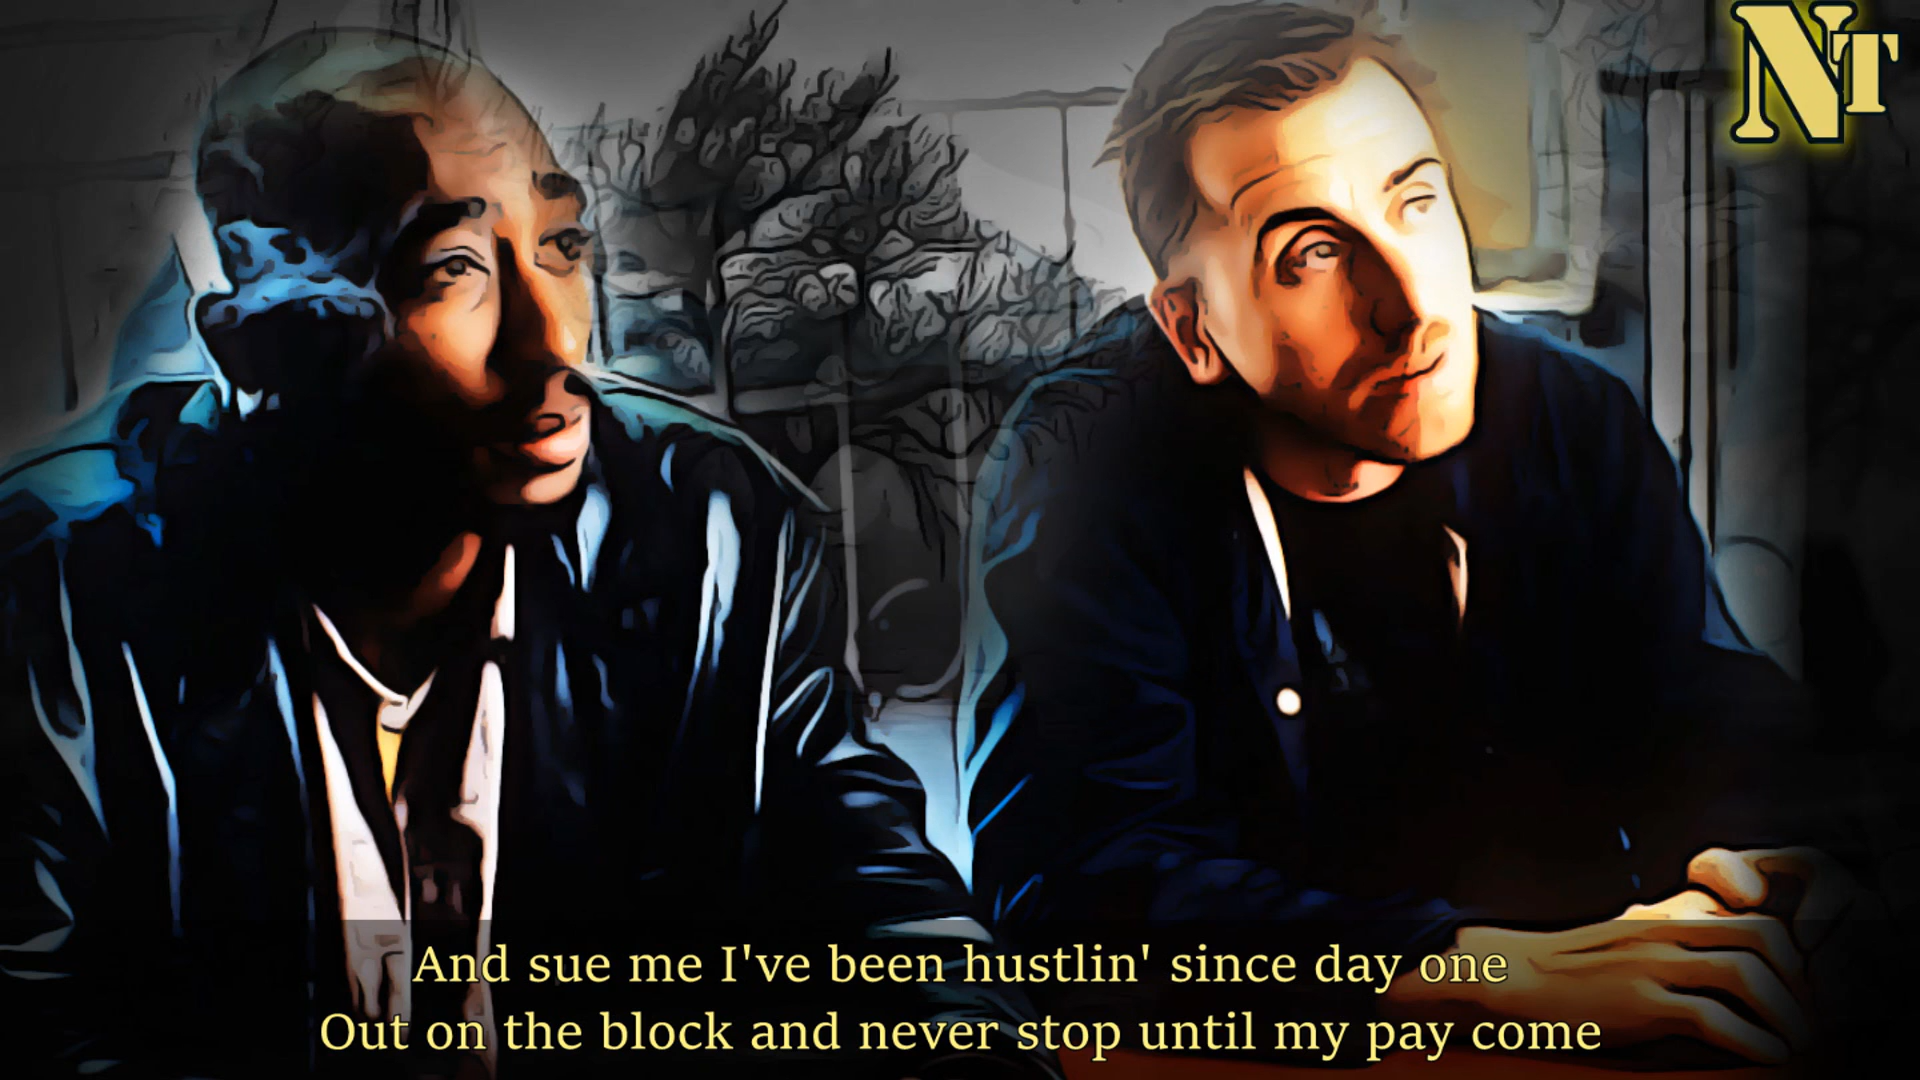 NT
And sue me I've been hustlin' since day one
Out on the block and never stop until my pay come